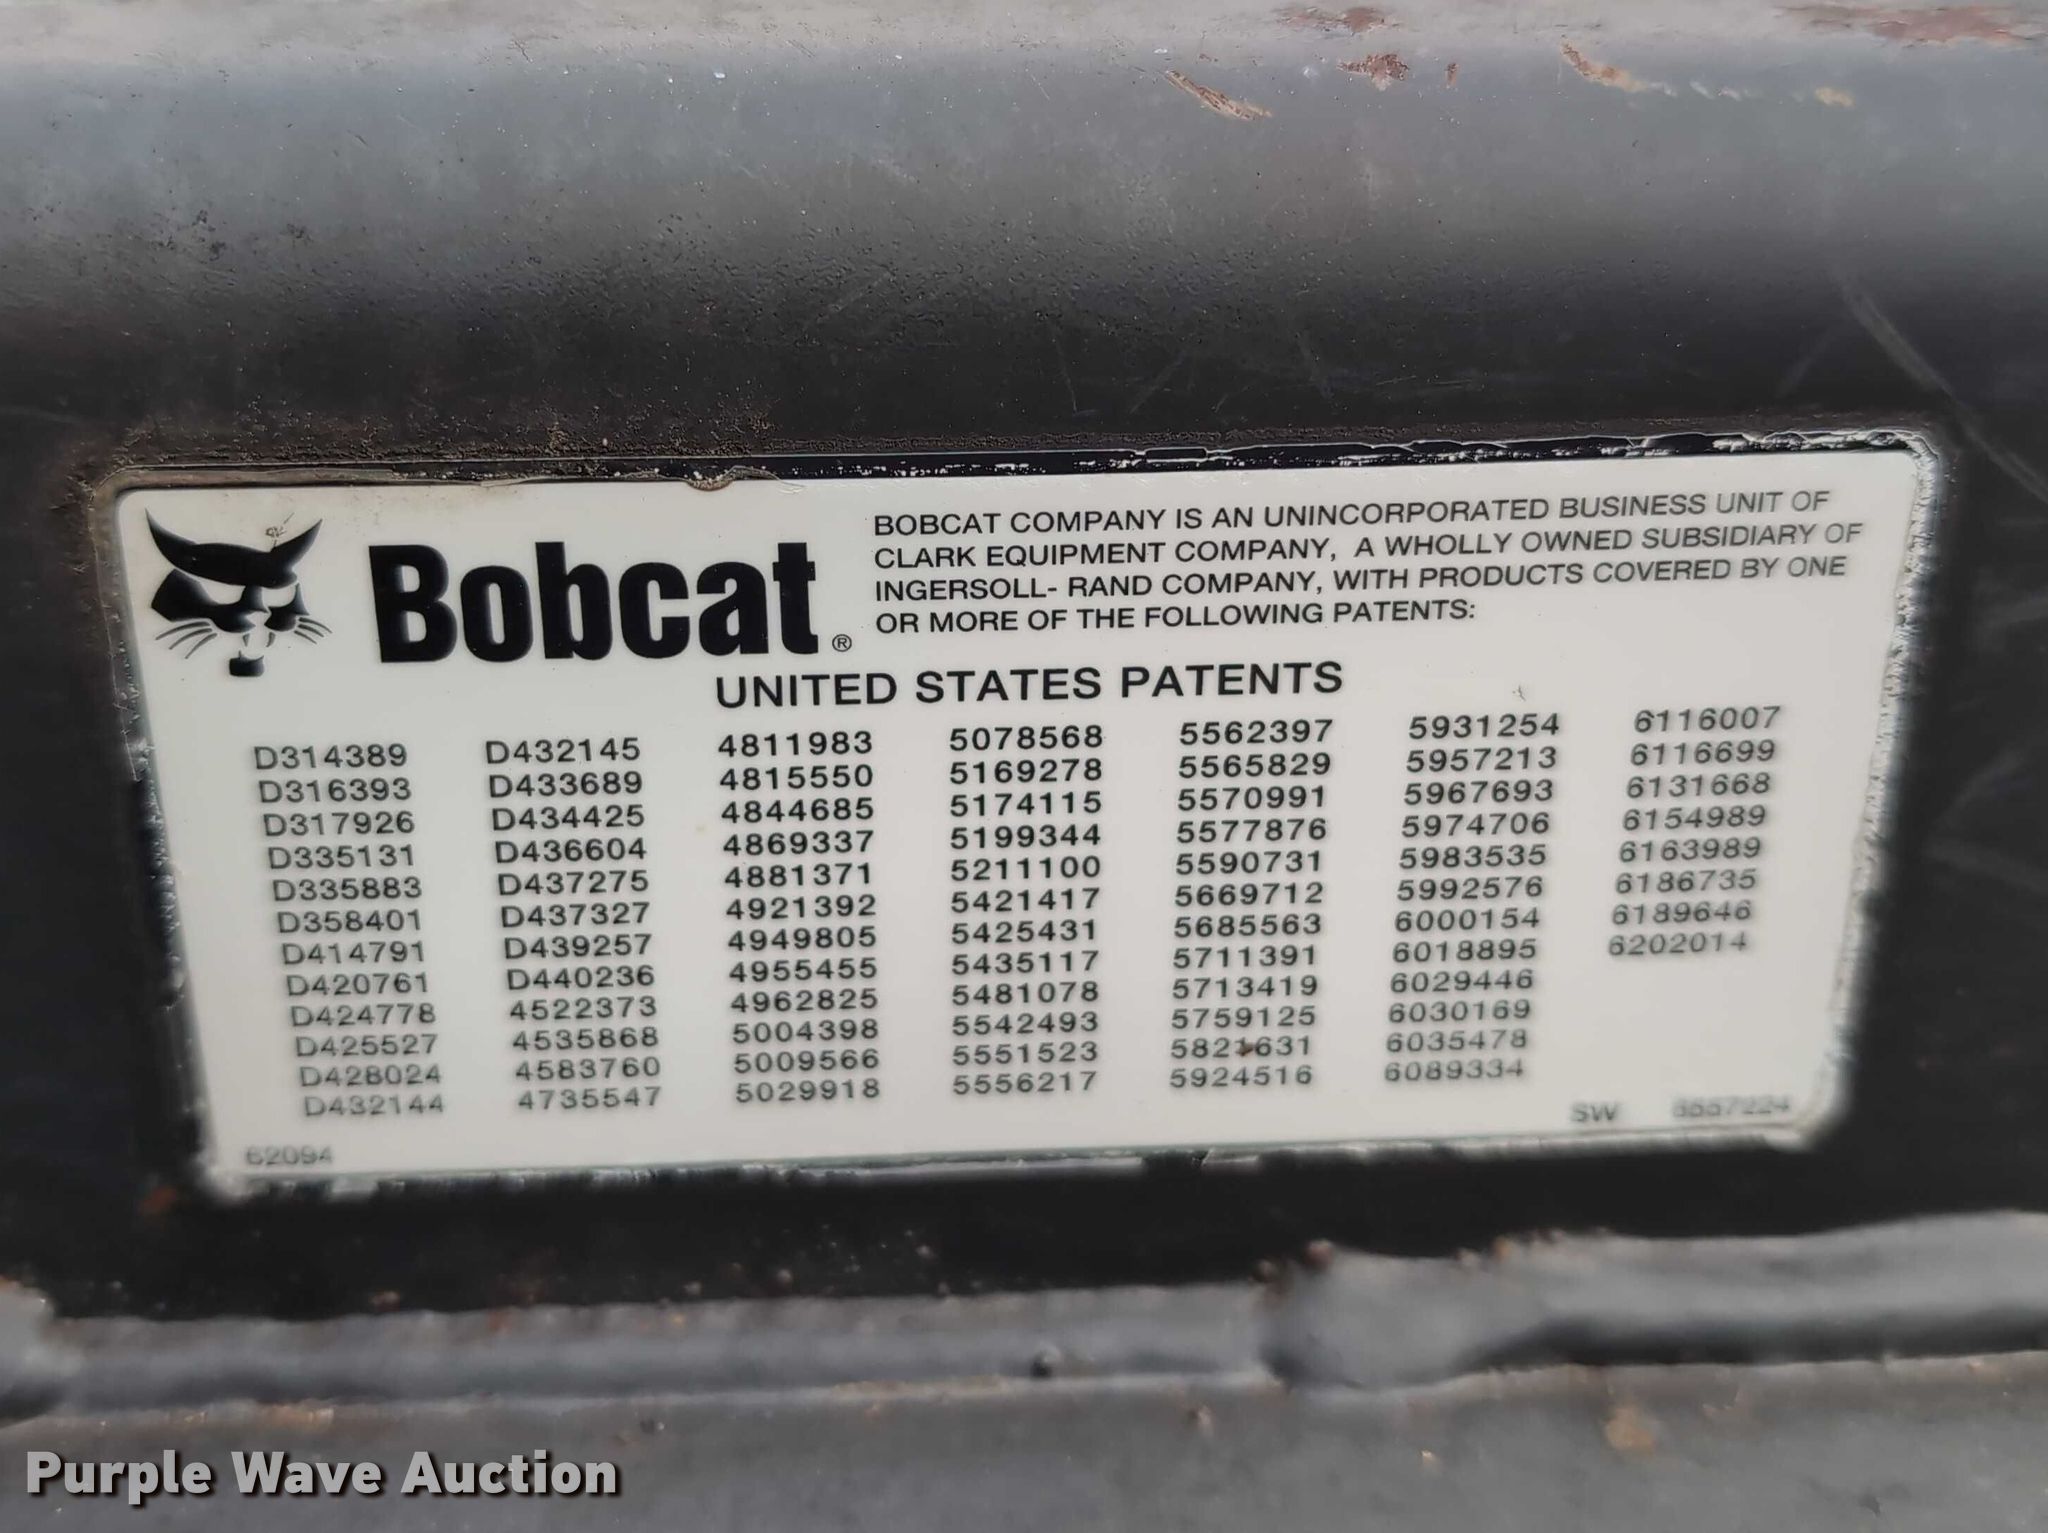 Bobcat®
BOBCAT COMPANY IS AN UNINCORPORATED BUSINESS UNIT OF
CLARK EQUIPMENT COMPANY, A WHOLLY OWNED SUBSIDIARY OF
INGERSOLL- RAND COMPANY, WITH PRODUCTS COVERED BY ONE
OR MORE OF THE FOLLOWING PATENTS:
UNITED STATES PATENTS
D314389 D432145 4811983 5078568 5562397 5931254 6116007
D316393 D433689 4815550 5169278 5565829 5957213 6116699
D317926 D434425 4844685 5174115 5570991 5967693 6131668
D335131 D436604 4869337 5199344 5577876 5974706 6154989
D335883 D437275 4881371 5211100 5590731 5983535 6163989
D358401 D437327 4921392 5421417 5669712 5992576 6186735
D414791 D439257 4949805 5425431 5685563 6000154 6189646
D420761 D440236 4955455 5435117 5711391 6018895 6202014
D424778 4522373 4962825 5481078 5713419 6029446
D425527 4535868 5004398 5542493 5759125 6030169
D428024 4583760 5009566 5551523 5821631 6035478
D432144 4735547 5029918 5556217 5924516 6089334
62094 SW
Purple Wave Auction